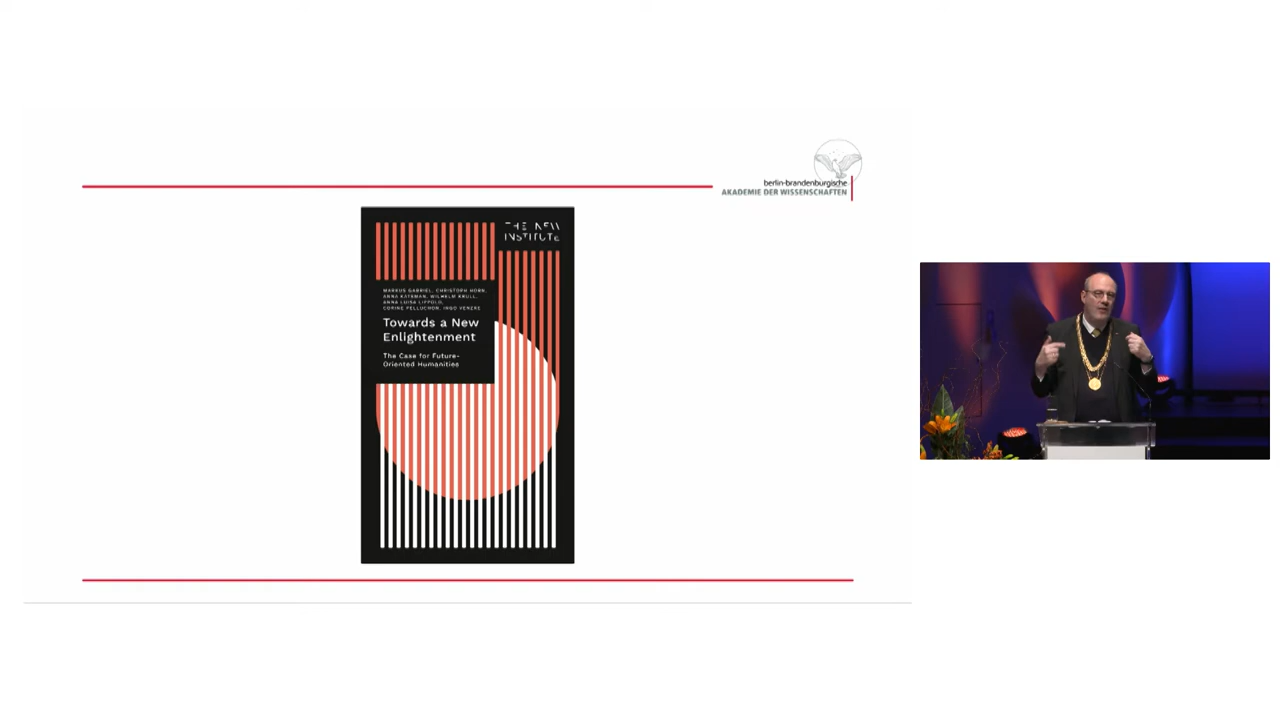 berlin-brandenburgische
AKADEMIE DER WISSENSCHAFTEN
THE NEW
INSTITUTE
MARKUS GABRIEL, CHRISTOPH HORN,
ANNA KATSMAN, WILHELM KRULL,
ANNA LUISA LIPPOLD,
CORINE PELLUCHON, INGO VENZKE
Towards a New
Enlightenment
The Case for Future-
Oriented Humanities